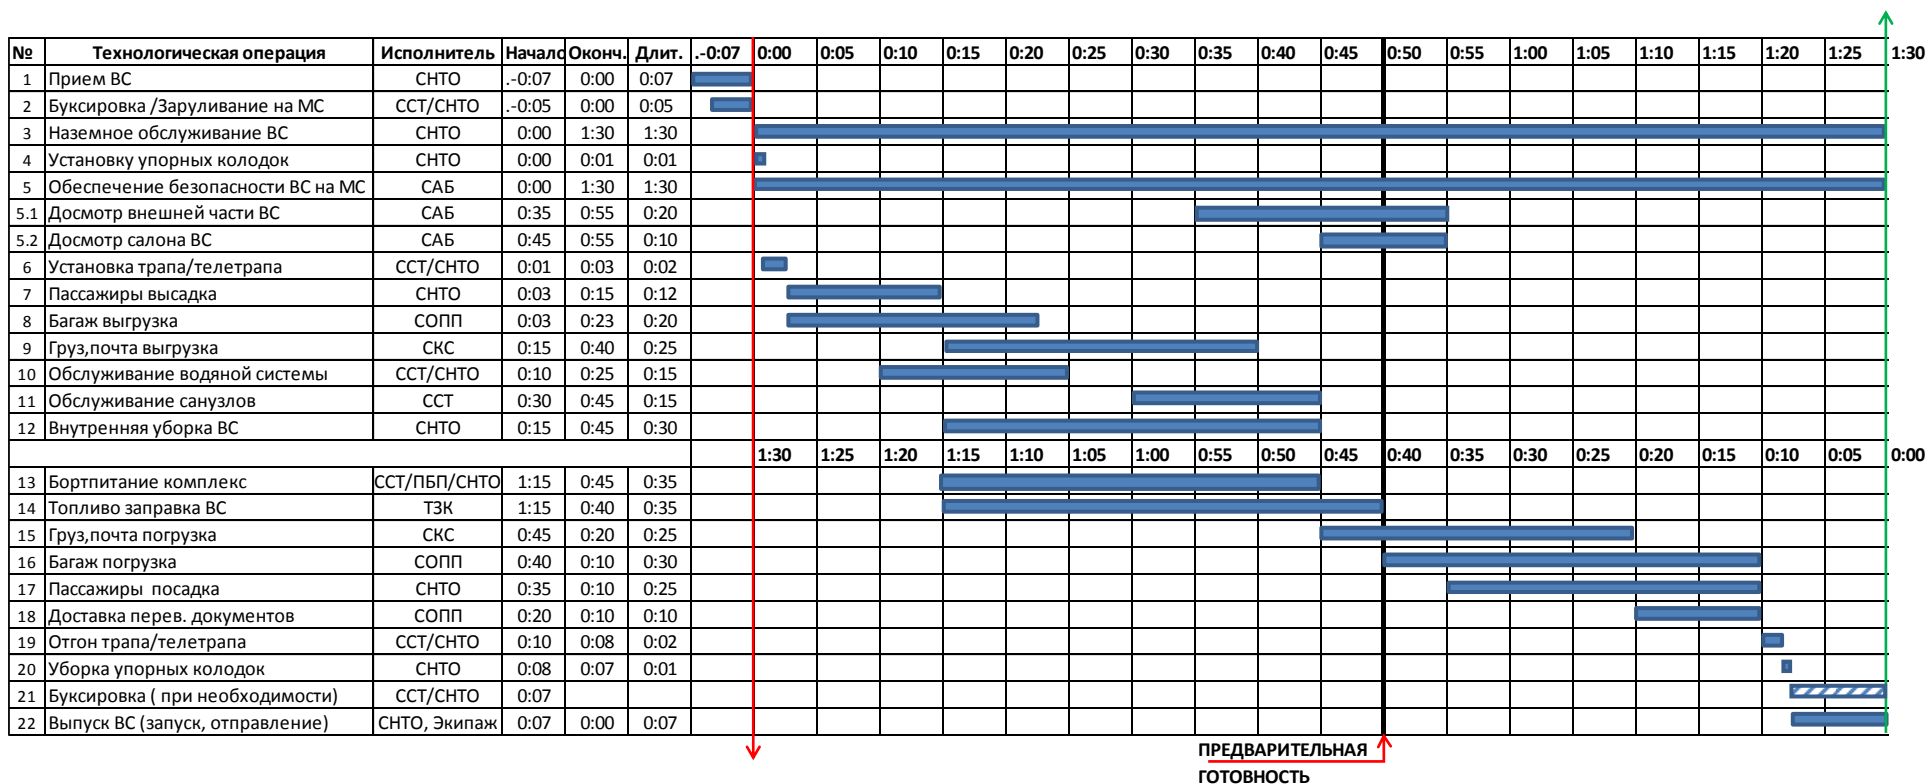 № Технологическая операция Исполнитель Начало Оконч. Длит. .-0:07 0:00 0:05 0:10 0:15 0:20 0:25 0:30 0:35 0:40 0:45 0:50 0:55 1:00 1:05 1:10 1:15 1:20 1:25 1:30
1 Прием ВС СНТО .-0:07 0:00 0:07
2 Буксировка /Заруливание на МС ССТ/СНТО .-0:05 0:00 0:05
3 Наземное обслуживание ВС СНТО 0:00 1:30 1:30
4 Установку упорных колодок СНТО 0:00 0:01 0:01
5 Обеспечение безопасности ВС на МС САБ 0:00 1:30 1:30
5.1 Досмотр внешней части ВС САБ 0:35 0:55 0:20
5.2 Досмотр салона ВС САБ 0:45 0:55 0:10
6 Установка трапа/телетрапа ССТ/СНТО 0:01 0:03 0:02
7 Пассажиры высадка СНТО 0:03 0:15 0:12
8 Багаж выгрузка СОПП 0:03 0:23 0:20
9 Груз,почта выгрузка СКС 0:15 0:40 0:25
10 Обслуживание водяной системы ССТ/СНТО 0:10 0:25 0:15
11 Обслуживание санузлов ССТ 0:30 0:45 0:15
12 Внутренняя уборка ВС СНТО 0:15 0:45 0:30
1:30 1:25 1:20 1:15 1:10 1:05 1:00 0:55 0:50 0:45 0:40 0:35 0:30 0:25 0:20 0:15 0:10 0:05 0:00
13 Бортпитание комплекс ССТ/ПБП/СНТО 1:15 0:45 0:35
14 Топливо заправка ВС ТЗК 1:15 0:40 0:35
15 Груз,почта погрузка СКС 0:45 0:20 0:25
16 Багаж погрузка СОПП 0:40 0:10 0:30
17 Пассажиры посадка СНТО 0:35 0:10 0:25
18 Доставка перев. документов СОПП 0:20 0:10 0:10
19 Отгон трапа/телетрапа ССТ/СНТО 0:10 0:08 0:02
20 Уборка упорных колодок СНТО 0:08 0:07 0:01
21 Буксировка ( при необходимости) ССТ/СНТО 0:07
22 Выпуск ВС (запуск, отправление) СНТО, Экипаж 0:07 0:00 0:07
ПРЕДВАРИТЕЛЬНАЯ
ГОТОВНОСТЬ